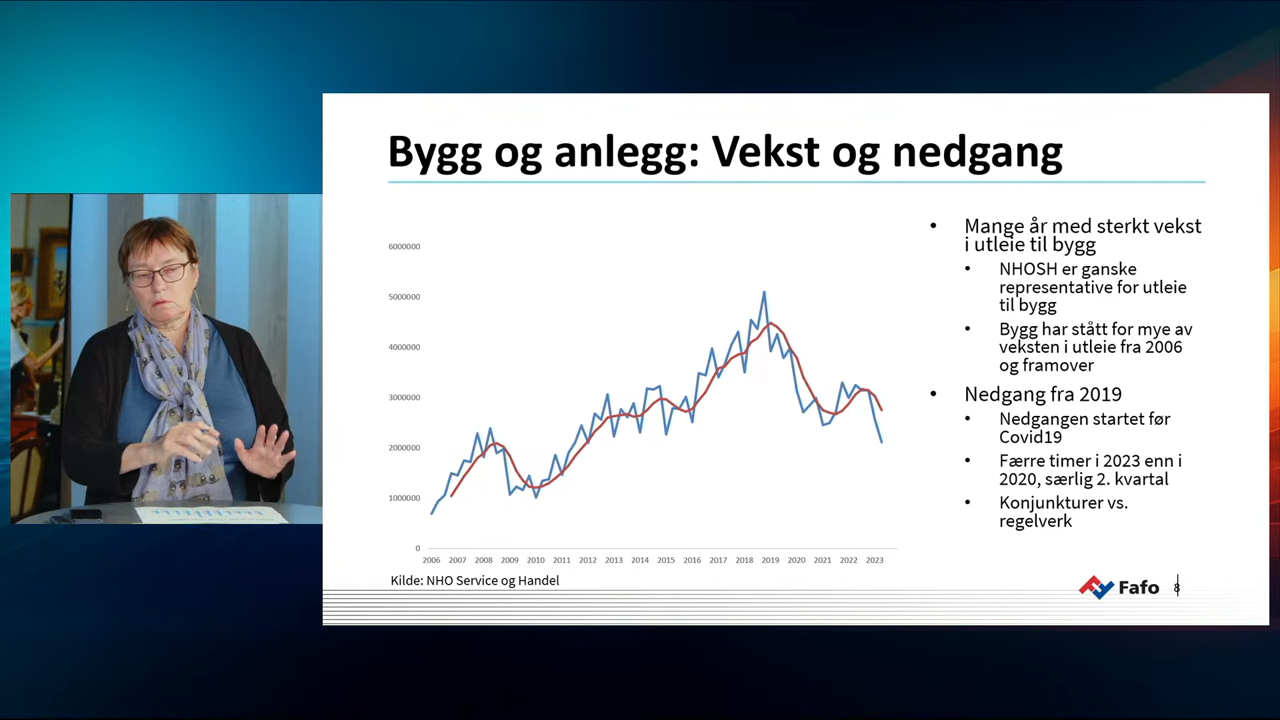 Bygg og anlegg: Vekst og nedgang
6000000
5000000
4000000
3000000
2000000
1000000
0
2006 2007 2008 2009 2010 2011 2012 2013 2014 2015 2016 2017 2018 2019 2020 2021 2022 2023
Kilde: NHO Service og Handel
• Mange år med sterkt vekst
i utleie til bygg
• NHOSH er ganske
representative for utleie
til bygg
• Bygg har stått for mye av
veksten i utleie fra 2006
og framover
• Nedgang fra 2019
• Nedgangen startet før
Covid19
• Færre timer i 2023 enn i
2020, særlig 2. kvartal
• Konjunkturer vs.
regelverk
Fafo 8